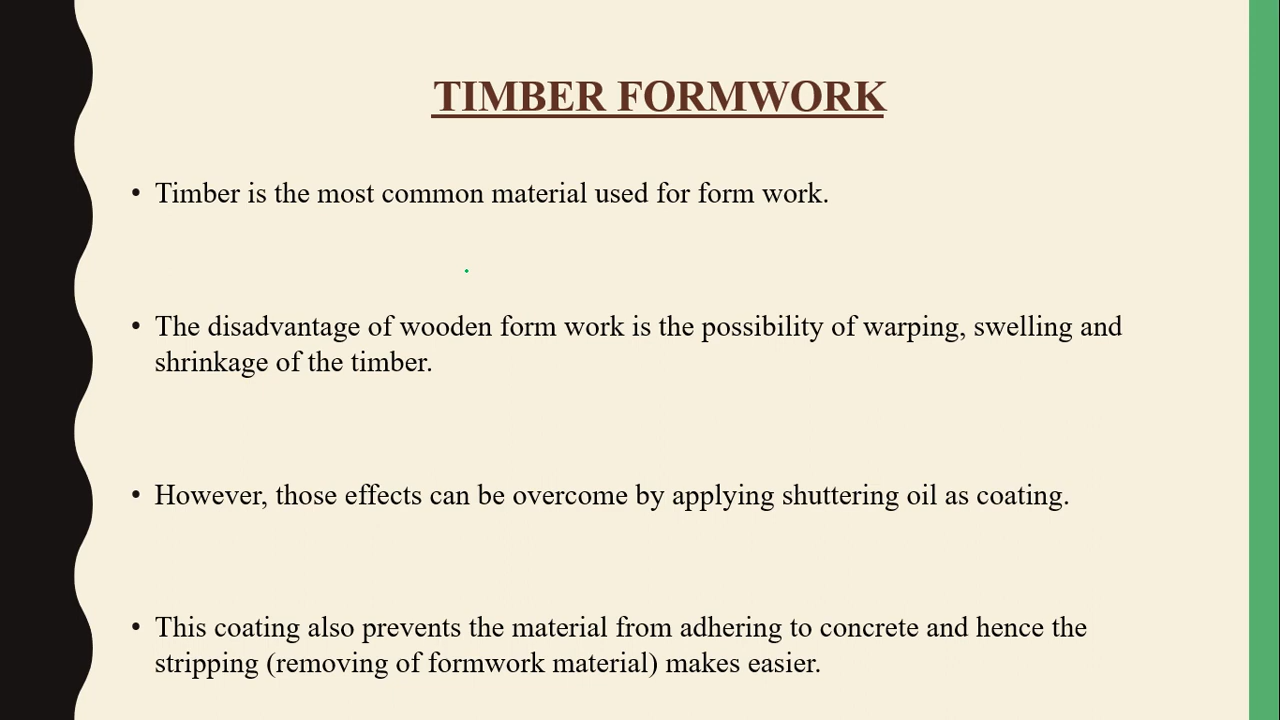 TIMBER FORMWORK
• Timber is the most common material used for form work.
• The disadvantage of wooden form work is the possibility of warping, swelling and
shrinkage of the timber.
• However, those effects can be overcome by applying shuttering oil as coating.
• This coating also prevents the material from adhering to concrete and hence the
stripping (removing of formwork material) makes easier.